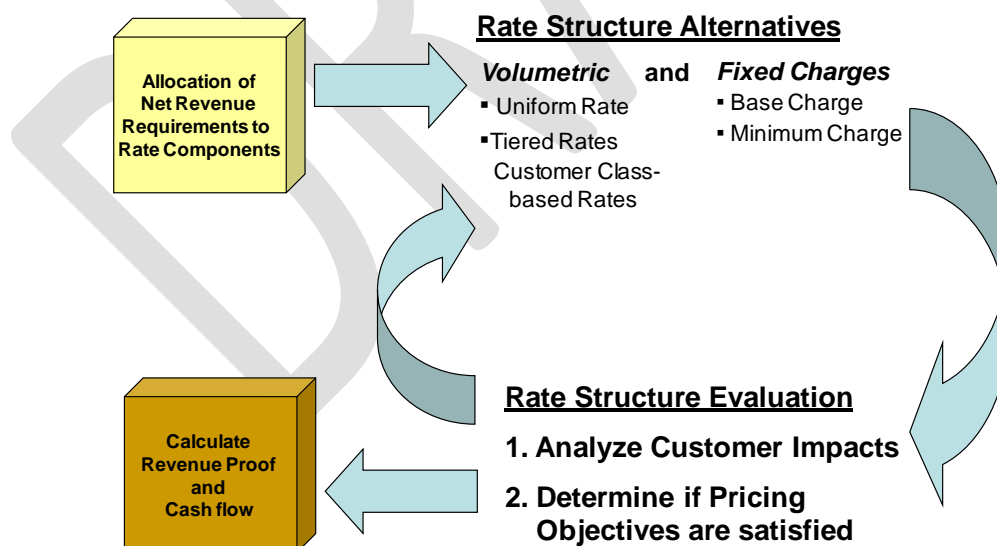 Rate Structure Alternatives
Allocation of
Net Revenue
Requirements to
Rate Components
Volumetric and Fixed Charges
▪ Uniform Rate
▪Tiered Rates
Customer Class-
based Rates
▪ Base Charge
▪ Minimum Charge
Rate Structure Evaluation
1. Analyze Customer Impacts
2. Determine if Pricing
Objectives are satisfied
Calculate
Revenue Proof
and
Cash flow